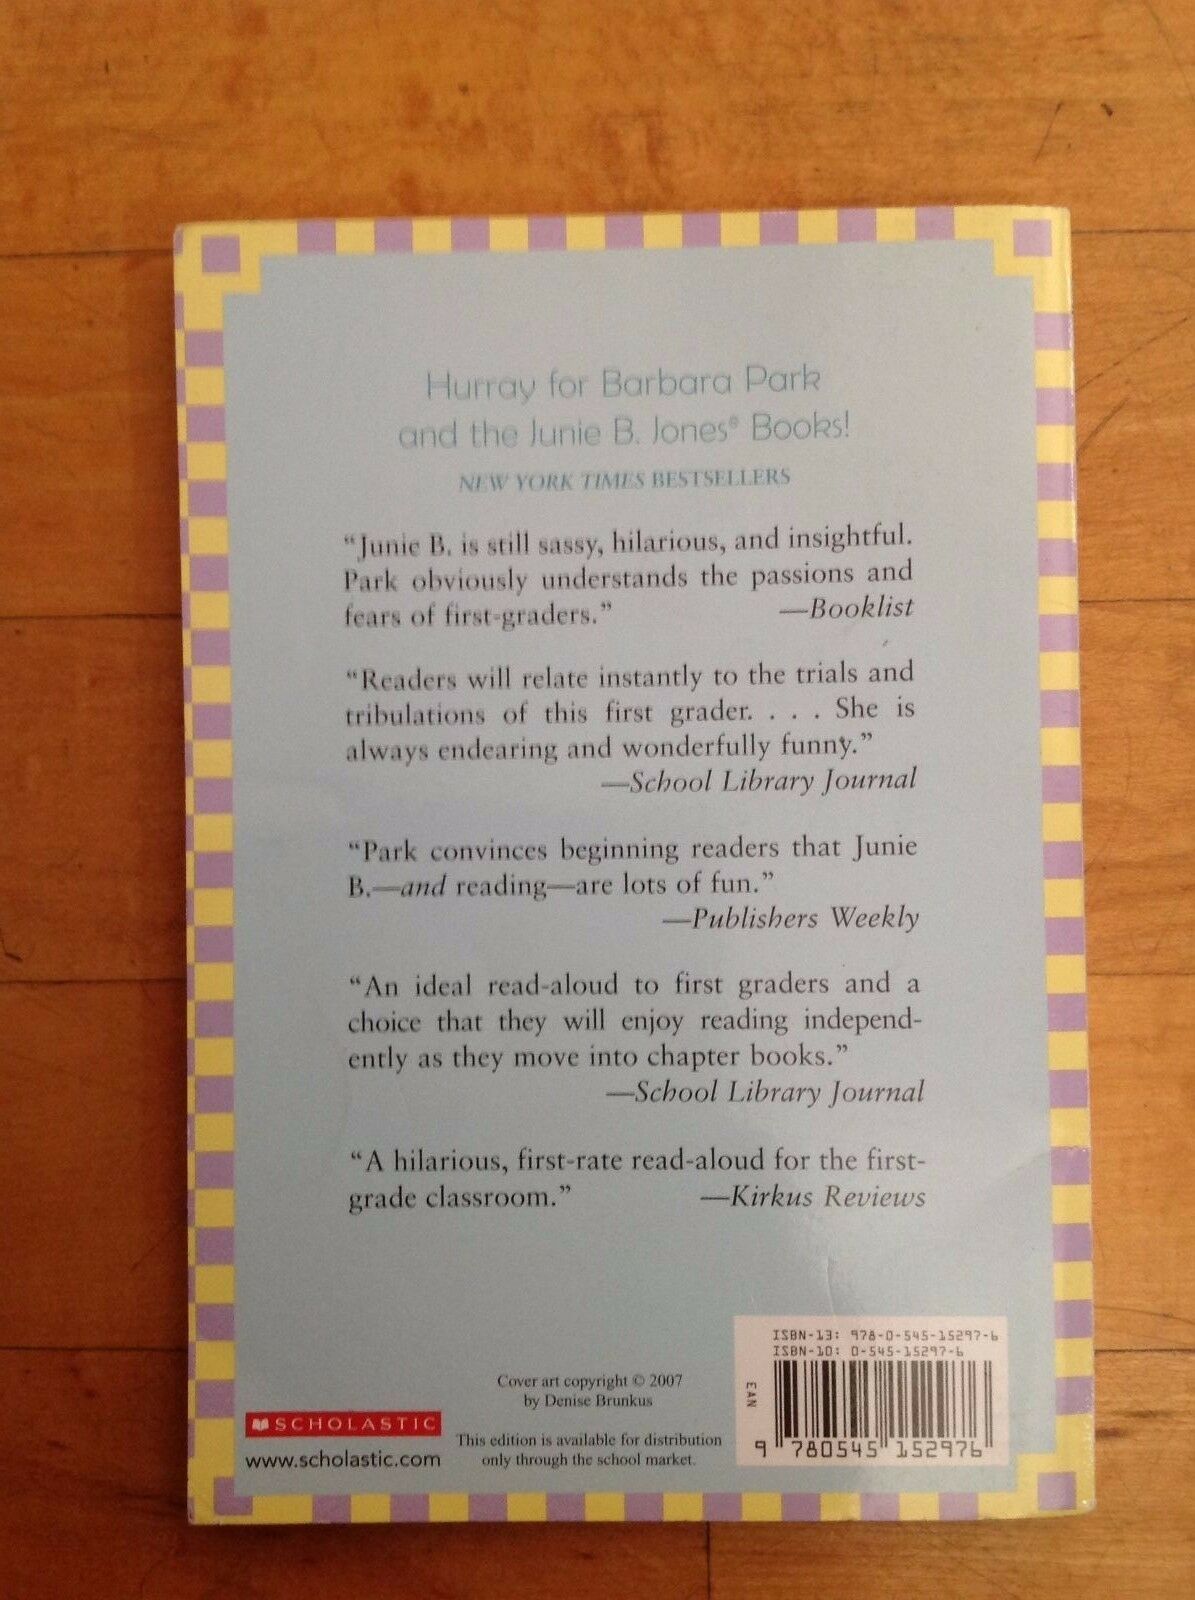 Hurray for Barbara Park
and the Junie B. Jones® Books!
NEW YORK TIMES BESTSELLERS
“Junie B. is still sassy, hilarious, and insightful.
Park obviously understands the passions and
fears of first-graders.” —Booklist
“Readers will relate instantly to the trials and
tribulations of this first grader. . . . She is
always endearing and wonderfully funny.”
—School Library Journal
“Park convinces beginning readers that Junie
B.—and reading—are lots of fun.”
—Publishers Weekly
“An ideal read-aloud to first graders and a
choice that they will enjoy reading independ-
ently as they move into chapter books.”
—School Library Journal
“A hilarious, first-rate read-aloud for the first-
grade classroom.” —Kirkus Reviews
Cover art copyright © 2007
by Denise Brunkus
SCHOLASTIC
www.scholastic.com
This edition is available for distribution
only through the school market.
ISBN-13: 978-0-545-15297-6
ISBN-10: 0-545-15297-6
EAN
9 780545 152976